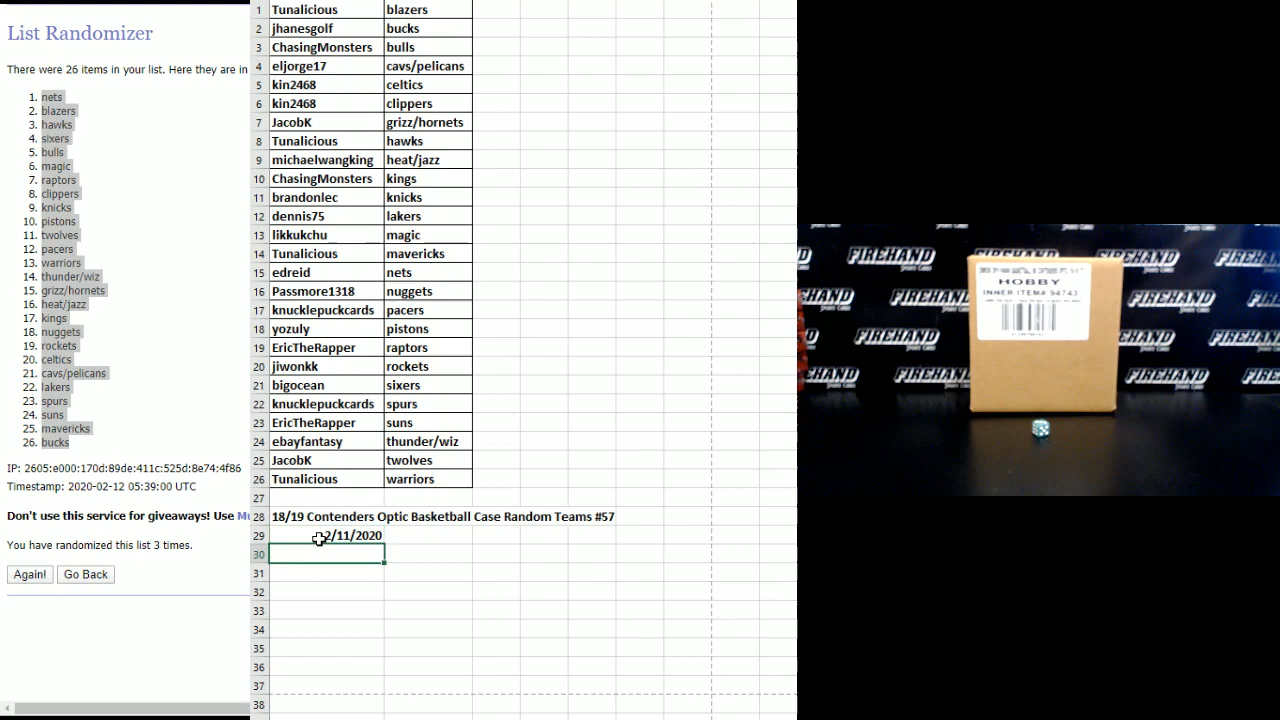 List Randomizer
There were 26 items in your list. Here they are in
1. nets
2. blazers
3. hawks
4. sixers
5. bulls
6. magic
7. raptors
8. clippers
9. knicks
10. pistons
11. twolves
12. pacers
13. warriors
14. thunder/wiz
15. grizz/hornets
16. heat/jazz
17. kings
18. nuggets
19. rockets
20. celtics
21. cavs/pelicans
22. lakers
23. spurs
24. suns
25. mavericks
26. bucks
IP: 2605:e000:170d:89de:411c:525d:8e74:4f86
Timestamp: 2020-02-12 05:39:00 UTC
Don't use this service for giveaways! Use
You have randomized this list 3 times.
Again! Go Back
1 Tunalicious blazers
2 jhanesgolf bucks
3 ChasingMonsters bulls
4 eljorge17 cavs/pelicans
5 kin2468 celtics
6 kin2468 clippers
7 JacobK grizz/hornets
8 Tunalicious hawks
9 michaelwangking heat/jazz
10 ChasingMonsters kings
11 brandonlec knicks
12 dennis75 lakers
13 likkukchu magic
14 Tunalicious mavericks
15 edreid nets
16 Passmore1318 nuggets
17 knucklepuckcards pacers
18 yozuly pistons
19 EricTheRapper raptors
20 jiwonkk rockets
21 bigocean sixers
22 knucklepuckcards spurs
23 EricTheRapper suns
24 ebayfantasy thunder/wiz
25 JacobK twolves
26 Tunalicious warriors
27
28 18/19 Contenders Optic Basketball Case Random Teams #57
29 2/11/2020
30
31
32
33
34
35
36
37
38
HOBBY
INNER ITEM# 94743
FIREHAND
FIREHAND
FIREHAND
FIREHAND
FIREHAND
FIREHAND
FIREHAND